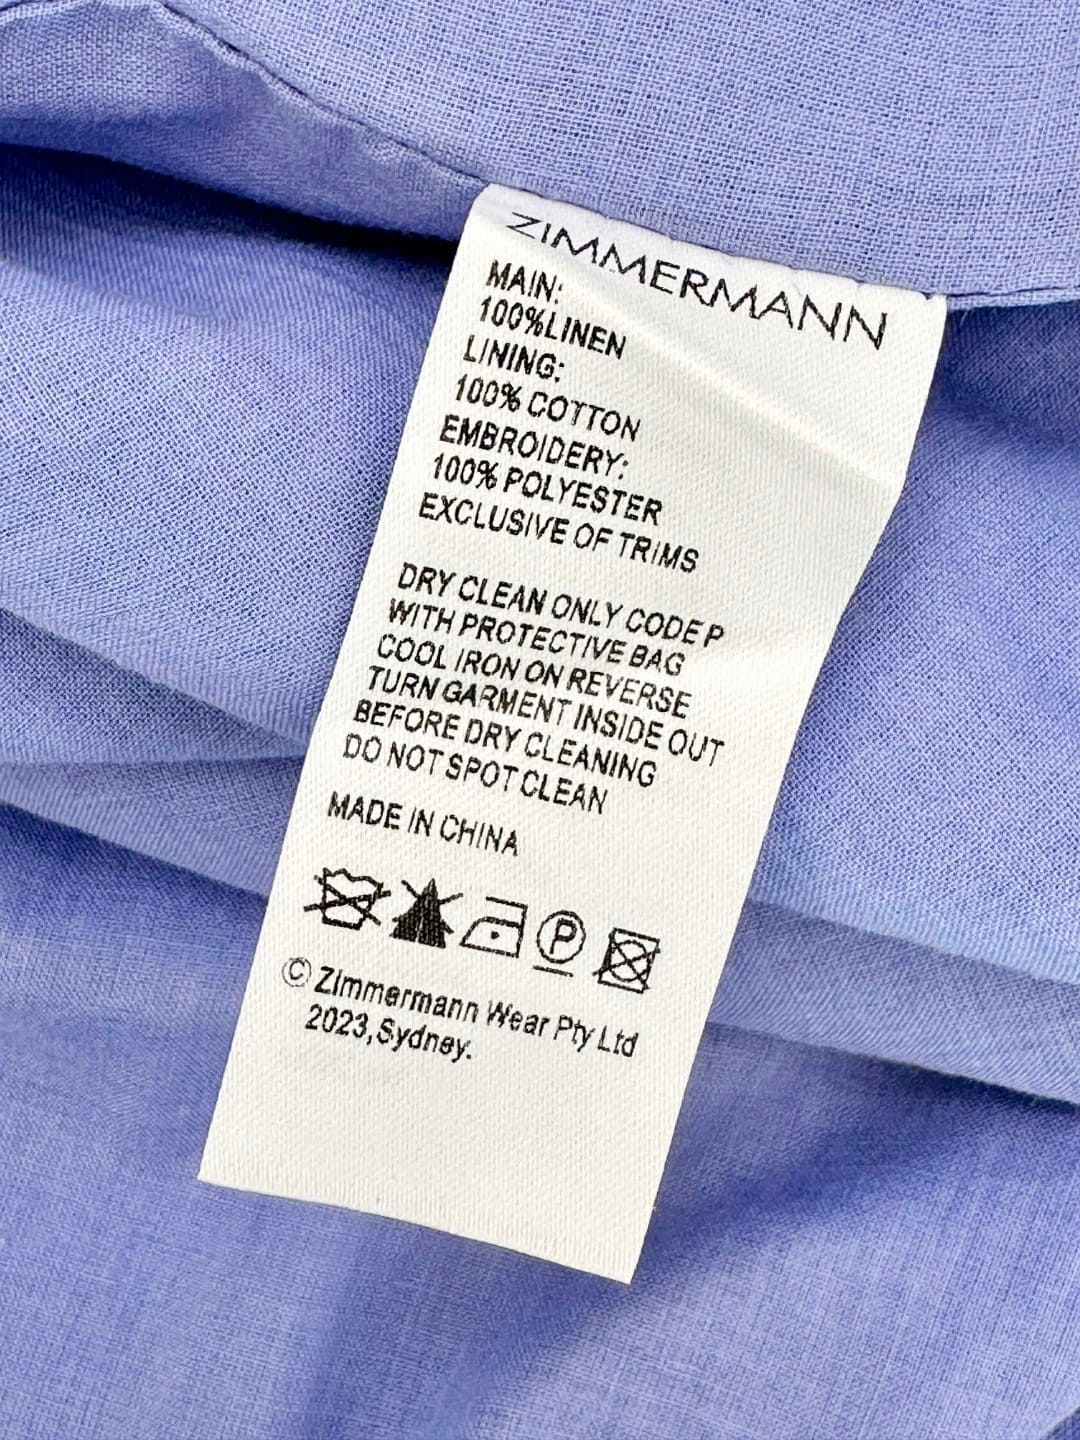 ZIMMERMANN
MAIN:
100%LINEN
LINING:
100% COTTON
EMBROIDERY:
100% POLYESTER
EXCLUSIVE OF TRIMS
DRY CLEAN ONLY CODE P
WITH PROTECTIVE BAG
COOL IRON ON REVERSE
TURN GARMENT INSIDE OUT
BEFORE DRY CLEANING
DO NOT SPOT CLEAN
MADE IN CHINA
P
© Zimmermann Wear Pty Ltd
2023,Sydney.